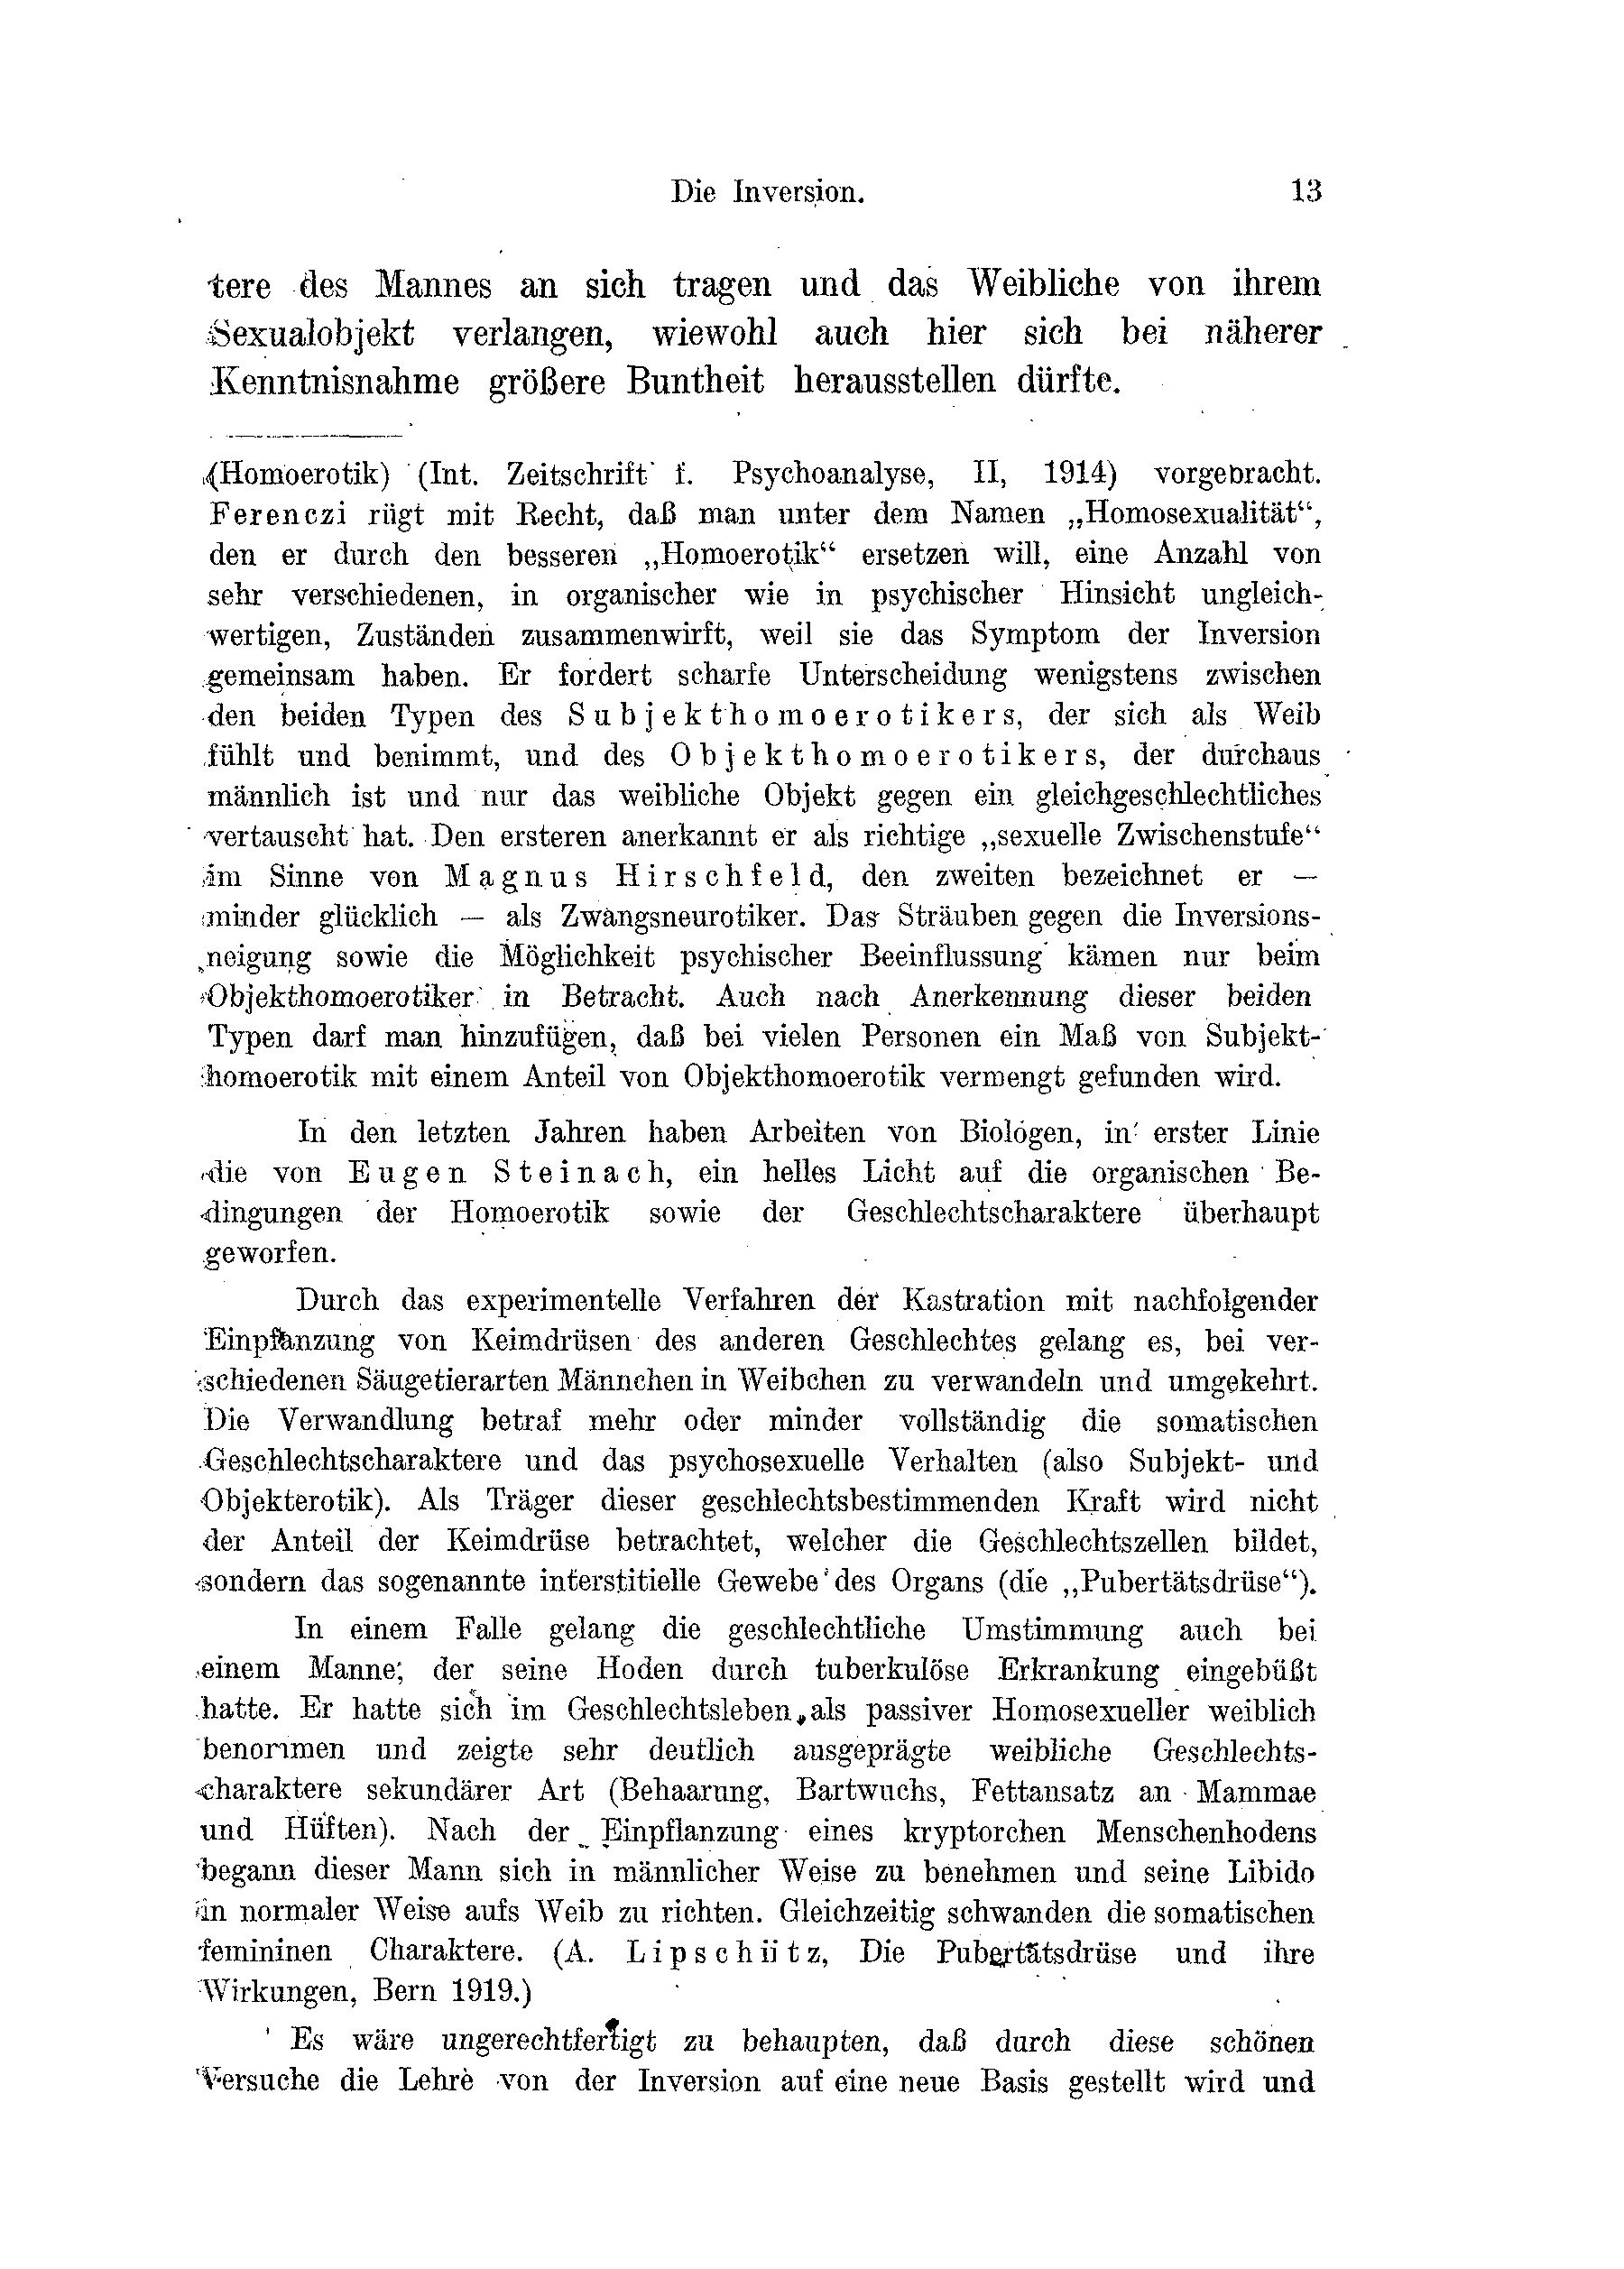 Die Inversion. 13
tere des Mannes an sich tragen und das Weibliche von ihrem
Sexualobjekt verlangen, wiewohl auch hier sich bei näherer
Kenntnisnahme größere Buntheit herausstellen dürfte.
(Homoerotik) (Int. Zeitschrift f. Psychoanalyse, II, 1914) vorgebracht.
Ferenczi rügt mit Recht, daß man unter dem Namen „Homosexualität“,
den er durch den besseren „Homoerotik“ ersetzen will, eine Anzahl von
sehr verschiedenen, in organischer wie in psychischer Hinsicht ungleich-
wertigen, Zuständen zusammenwirft, weil sie das Symptom der Inversion
gemeinsam haben. Er fordert scharfe Unterscheidung wenigstens zwischen
den beiden Typen des Subjekthomoerotikers, der sich als Weib
fühlt und benimmt, und des Objekthomoerotikers, der durchaus
männlich ist und nur das weibliche Objekt gegen ein gleichgeschlechtliches
vertauscht hat. Den ersteren anerkannt er als richtige „sexuelle Zwischenstufe“
im Sinne von Magnus Hirschfeld, den zweiten bezeichnet er —
minder glücklich — als Zwangsneurotiker. Das Sträuben gegen die Inversions-
neigung sowie die Möglichkeit psychischer Beeinflussung kämen nur beim
Objekthomoerotiker in Betracht. Auch nach Anerkennung dieser beiden
Typen darf man hinzufügen, daß bei vielen Personen ein Maß von Subjekt-
homoerotik mit einem Anteil von Objekthomoerotik vermengt gefunden wird.
In den letzten Jahren haben Arbeiten von Biologen, in erster Linie
die von Eugen Steinach, ein helles Licht auf die organischen Be-
dingungen der Homoerotik sowie der Geschlechtscharaktere überhaupt
geworfen.
Durch das experimentelle Verfahren der Kastration mit nachfolgender
Einpflanzung von Keimdrüsen des anderen Geschlechtes gelang es, bei ver-
schiedenen Säugetierarten Männchen in Weibchen zu verwandeln und umgekehrt.
Die Verwandlung betraf mehr oder minder vollständig die somatischen
Geschlechtscharaktere und das psychosexuelle Verhalten (also Subjekt- und
Objekterotik). Als Träger dieser geschlechtsbestimmenden Kraft wird nicht
der Anteil der Keimdrüse betrachtet, welcher die Geschlechtszellen bildet,
sondern das sogenannte interstitielle Gewebe des Organs (die „Pubertätsdrüse“).
In einem Falle gelang die geschlechtliche Umstimmung auch bei
einem Manne, der seine Hoden durch tuberkulöse Erkrankung eingebüßt
hatte. Er hatte sich im Geschlechtsleben als passiver Homosexueller weiblich
benommen und zeigte sehr deutlich ausgeprägte weibliche Geschlechts-
charaktere sekundärer Art (Behaarung, Bartwuchs, Fettansatz an Mammae
und Hüften). Nach der Einpflanzung eines kryptorchen Menschenhodens
begann dieser Mann sich in männlicher Weise zu benehmen und seine Libido
in normaler Weise aufs Weib zu richten. Gleichzeitig schwanden die somatischen
femininen Charaktere. (A. Lipschütz, Die Pubertätsdrüse und ihre
Wirkungen, Bern 1919.)
Es wäre ungerechtfertigt zu behaupten, daß durch diese schönen
Versuche die Lehre von der Inversion auf eine neue Basis gestellt wird und